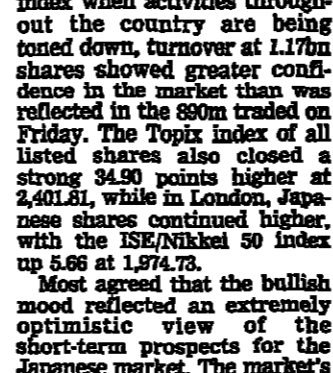 index when activities through-
out the country are being
toned down, turnover at 1.17bn
shares showed greater confi-
dence in the market than was
reflected in the 890m traded on
Friday. The Topix index of all
listed shares also closed a
strong 34.90 points higher at
2,401.81, while in London, Japa-
nese shares continued higher,
with the ISE/Nikkei 50 index
up 5.66 at 1,974.73.
Most agreed that the bullish
mood reflected an extremely
optimistic view of the
short-term prospects for the
Japanese market. The market's